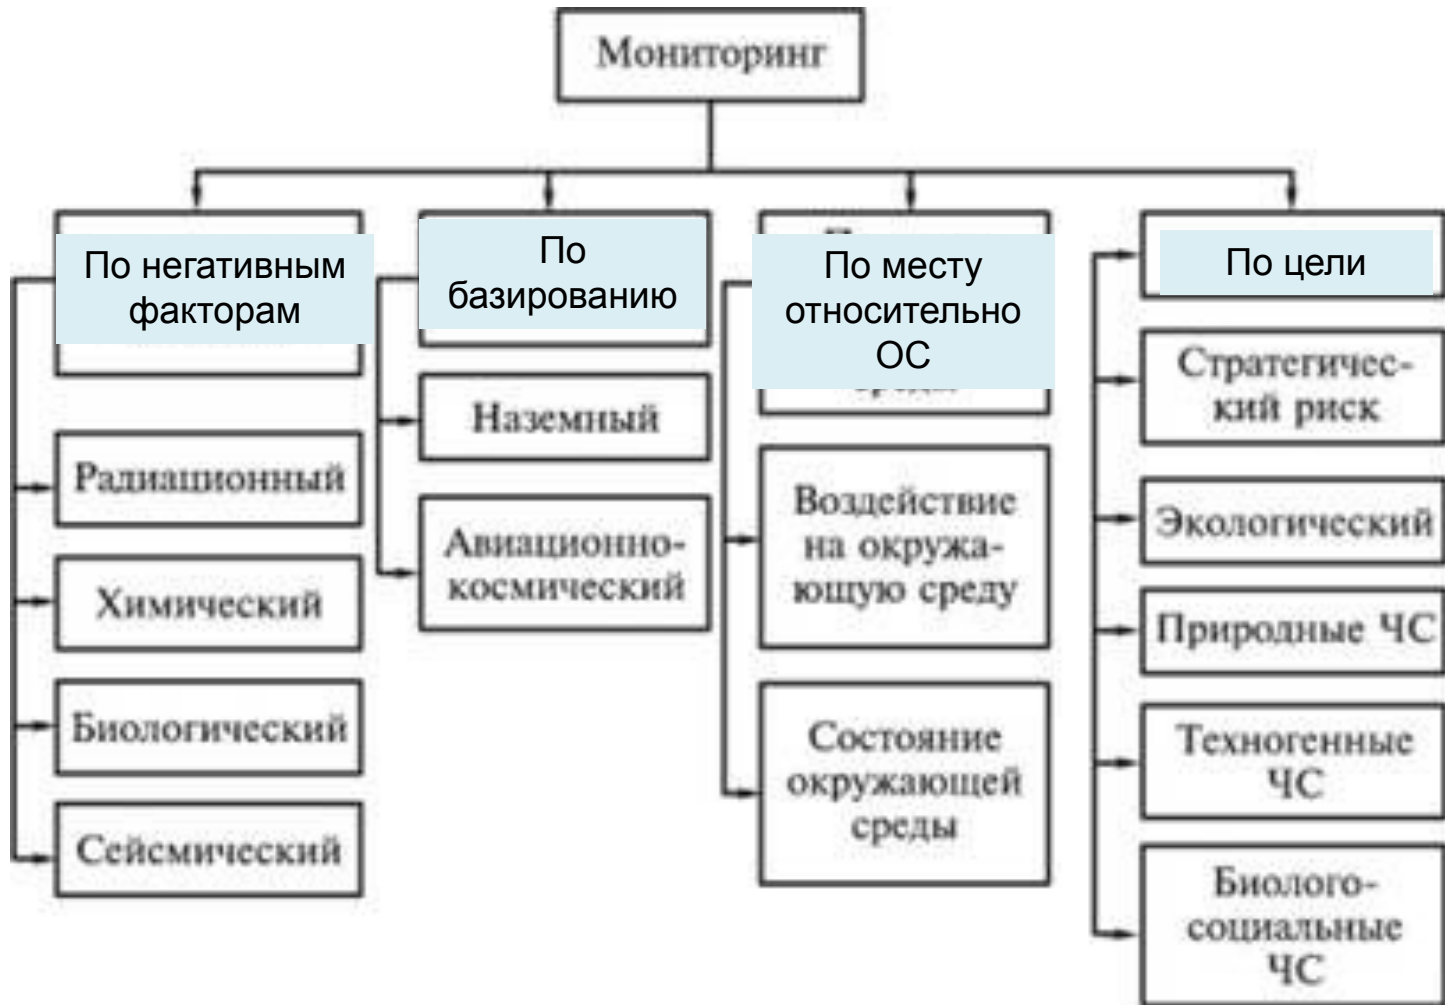 Мониторинг
По негативным
факторам
Радиационный
Химический
Биологический
Сейсмический
По
базированию
Наземный
Авиационно-
космический
По месту
относительно
ОС
Воздействие
на окружа-
ющую среду
Состояние
окружающей
среды
По цели
Стратегичес-
кий риск
Экологический
Природные ЧС
Техногенные
ЧС
Биолого-
социальные
ЧС